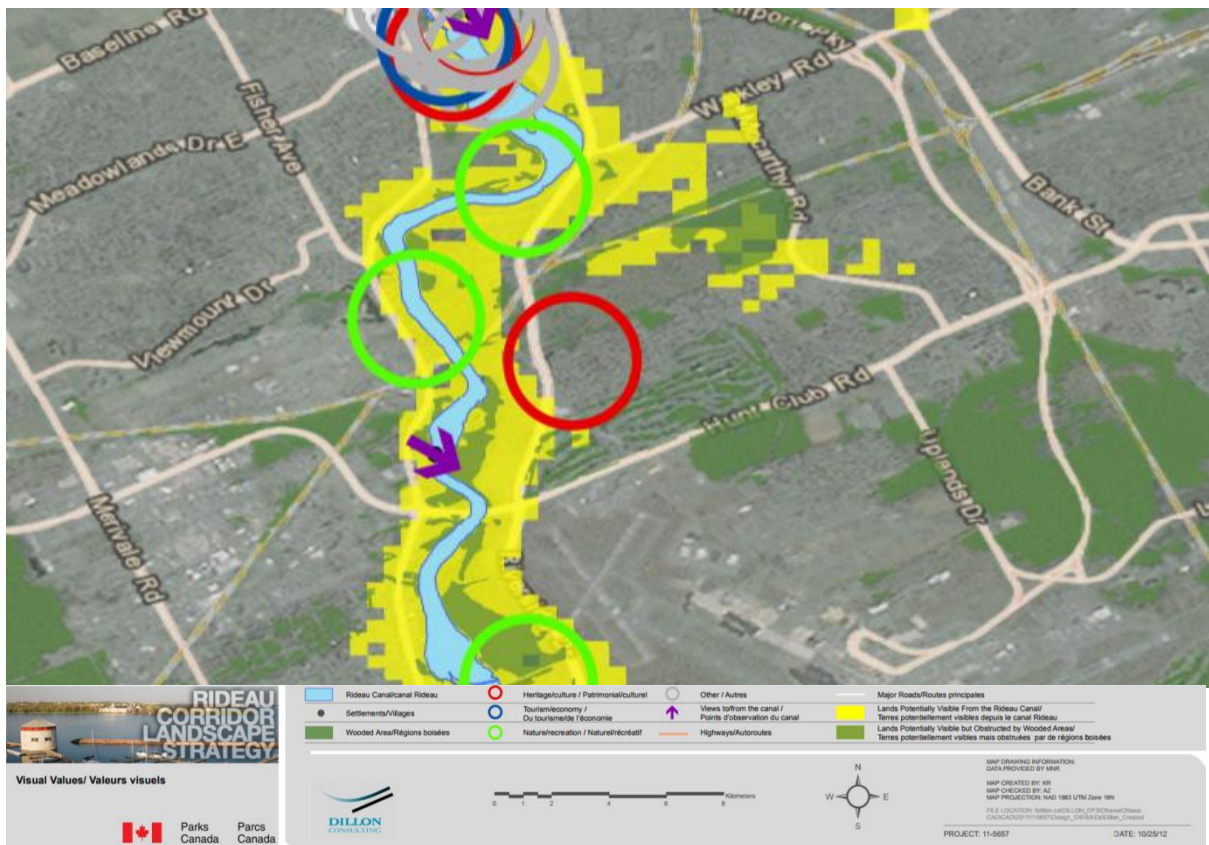 Baseline Rd
Airport Pky
Fisher Ave
Walkley Rd
Meadowlands Dr E
McCarthy Rd
Bank St
Viewmount Dr
Hunt Club Rd
Uplands Dr
Merivale Rd
RIDEAU
CORRIDOR
LANDSCAPE
STRATEGY
Visual Values/ Valeurs visuels
Parks Canada
Parcs Canada
Rideau Canal/canal Rideau
Settlements/Villages
Wooded Area/Régions boisées
Heritage/culture / Patrimonial/culturel
Tourism/economy /
Du tourisme/de l'économie
Nature/recreation / Naturel/récréatif
Other / Autres
Views to/from the canal /
Points d'observation du canal
Highways/Autoroutes
Major Roads/Routes principales
Lands Potentially Visible From the Rideau Canal/
Terres potentiellement visibles depuis le canal Rideau
Lands Potentially Visible but Obstructed by Wooded Areas/
Terres potentiellement visibles mais obstruées par de régions boisées
DILLON
CONSULTING
0 1 2 4 6 8
Kilometers
N
W E
S
MAP DRAWING INFORMATION:
DATA PROVIDED BY MNR
MAP CREATED BY: KR
MAP CHECKED BY: AZ
MAP PROJECTION: NAD 1983 UTM Zone 18N
FILE LOCATION:
PROJECT: 11-5657
DATE: 10/25/12